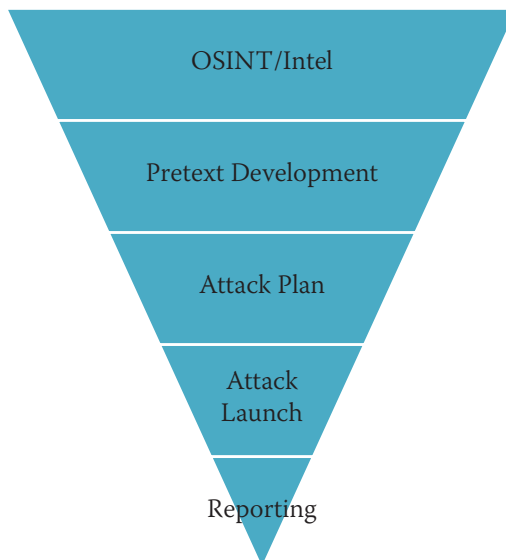 OSINT/Intel
Pretext Development
Attack Plan
Attack
Launch
Reporting